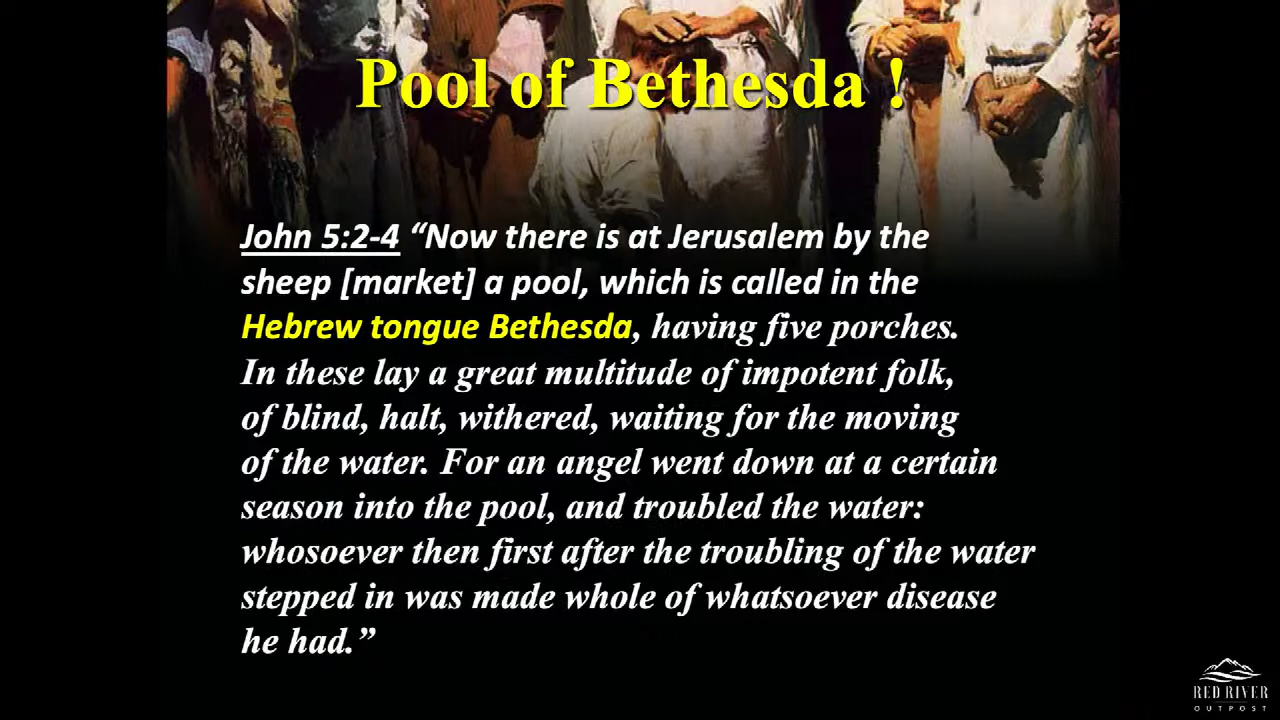 Pool of Bethesda !
John 5:2-4 “Now there is at Jerusalem by the
sheep [market] a pool, which is called in the
Hebrew tongue Bethesda, having five porches.
In these lay a great multitude of impotent folk,
of blind, halt, withered, waiting for the moving
of the water. For an angel went down at a certain
season into the pool, and troubled the water:
whosoever then first after the troubling of the water
stepped in was made whole of whatsoever disease
he had.”
RED RIVER
OUTPOST